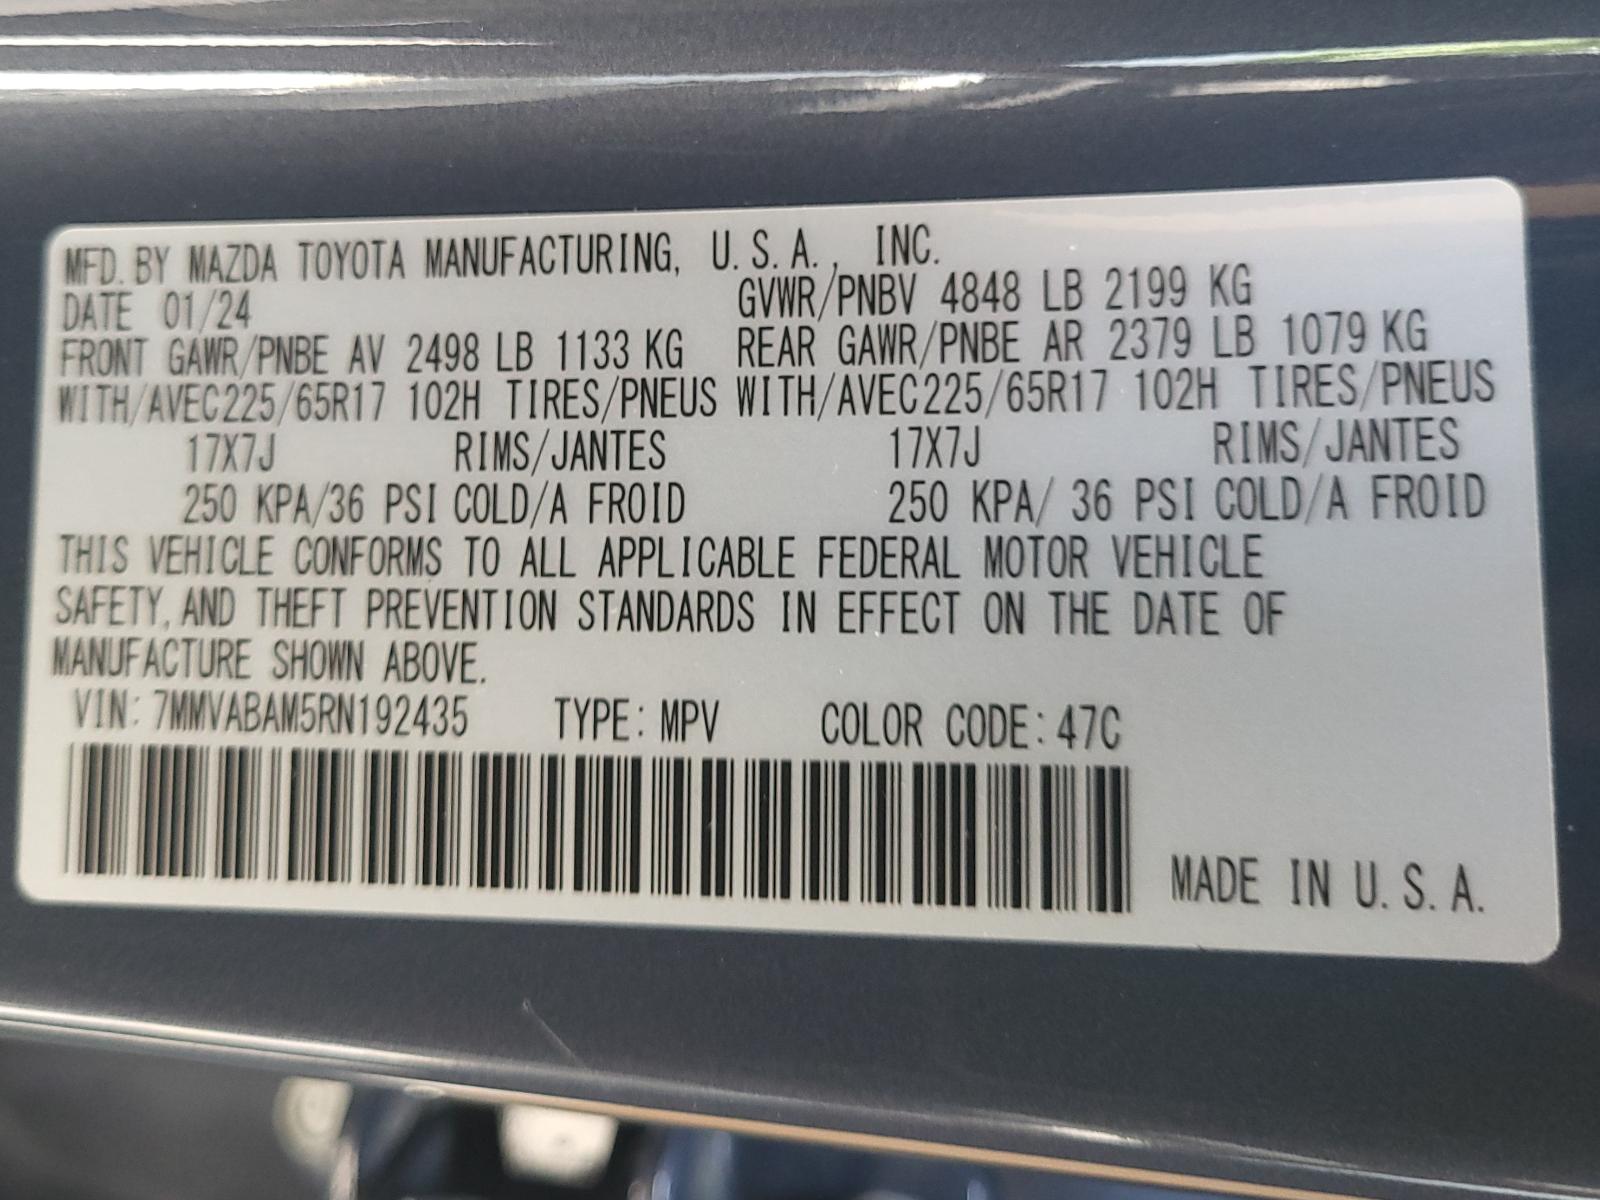 MFD. BY MAZDA TOYOTA MANUFACTURING, U.S.A., INC.
DATE 01/24 GVWR/PNBV 4848 LB 2199 KG
FRONT GAWR/PNBE AV 2498 LB 1133 KG REAR GAWR/PNBE AR 2379 LB 1079 KG
WITH/AVEC225/65R17 102H TIRES/PNEUS WITH/AVEC225/65R17 102H TIRES/PNEUS
17X7J RIMS/JANTES 17X7J RIMS/JANTES
250 KPA/36 PSI COLD/A FROID 250 KPA/ 36 PSI COLD/A FROID
THIS VEHICLE CONFORMS TO ALL APPLICABLE FEDERAL MOTOR VEHICLE
SAFETY, AND THEFT PREVENTION STANDARDS IN EFFECT ON THE DATE OF
MANUFACTURE SHOWN ABOVE.
VIN: 7MMVABAM5RN192435 TYPE: MPV COLOR CODE: 47C
MADE IN U.S.A.